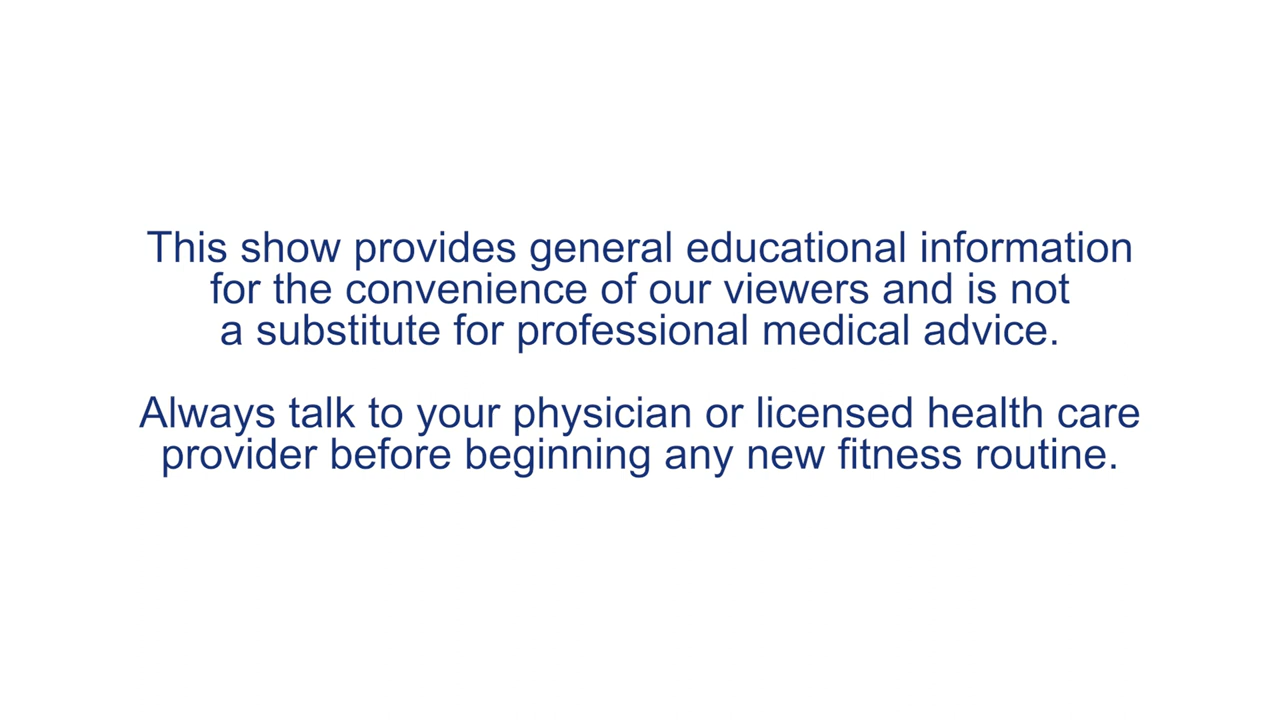 This show provides general educational information
for the convenience of our viewers and is not
a substitute for professional medical advice.
Always talk to your physician or licensed health care
provider before beginning any new fitness routine.